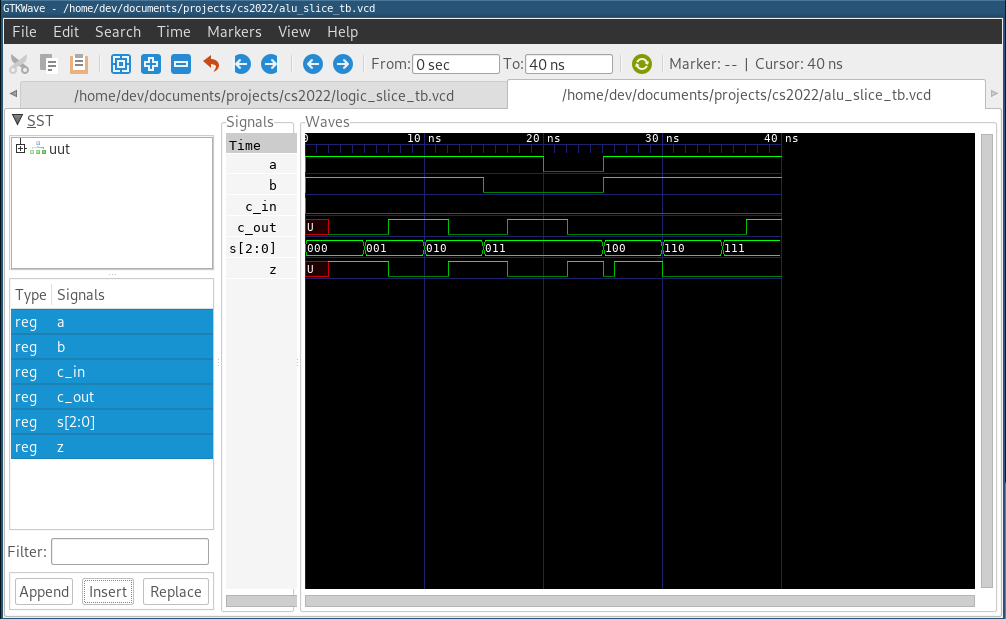 GTKWave - /home/dev/documents/projects/cs2022/alu_slice_tb.vcd
File Edit Search Time Markers View Help
From: 0 sec To: 40 ns Marker: -- | Cursor: 40 ns
/home/dev/documents/projects/cs2022/logic_slice_tb.vcd /home/dev/documents/projects/cs2022/alu_slice_tb.vcd
SST
uut
Type Signals
reg a
reg b
reg c_in
reg c_out
reg s[2:0]
reg z
Filter:
Append Insert Replace
Signals
Time
a
b
c_in
c_out
s[2:0]
z
Waves
0 10 ns 20 ns 30 ns 40 ns
U
000 001 010 011 100 110 111
U